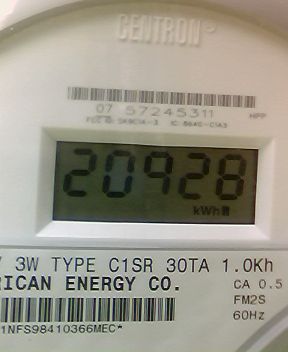 CENTRON
07 57245311
HPP
20928
kWh
3W TYPE C1SR 30TA 1.0Kh
RICAN ENERGY CO.
CA 0.5
FM2S
60Hz
1NFS98410366MEC*